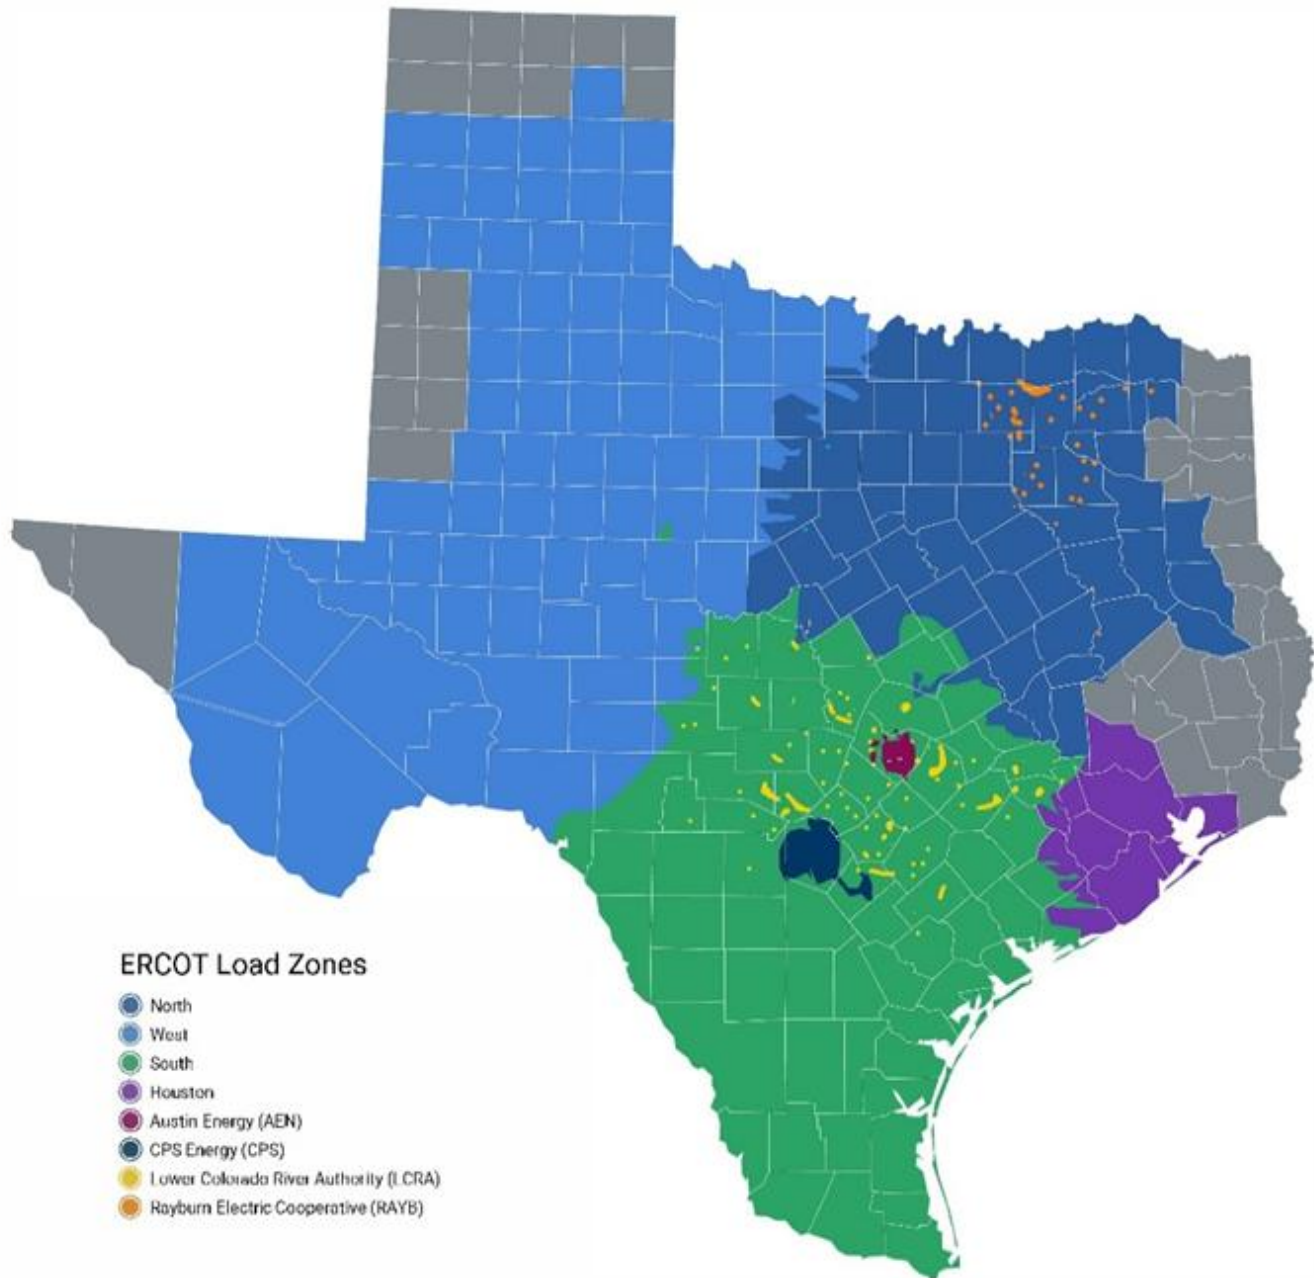 ERCOT Load Zones
North
West
South
Houston
Austin Energy (AEN)
CPS Energy (CPS)
Lower Colorado River Authority (LCRA)
Rayburn Electric Cooperative (RAYB)